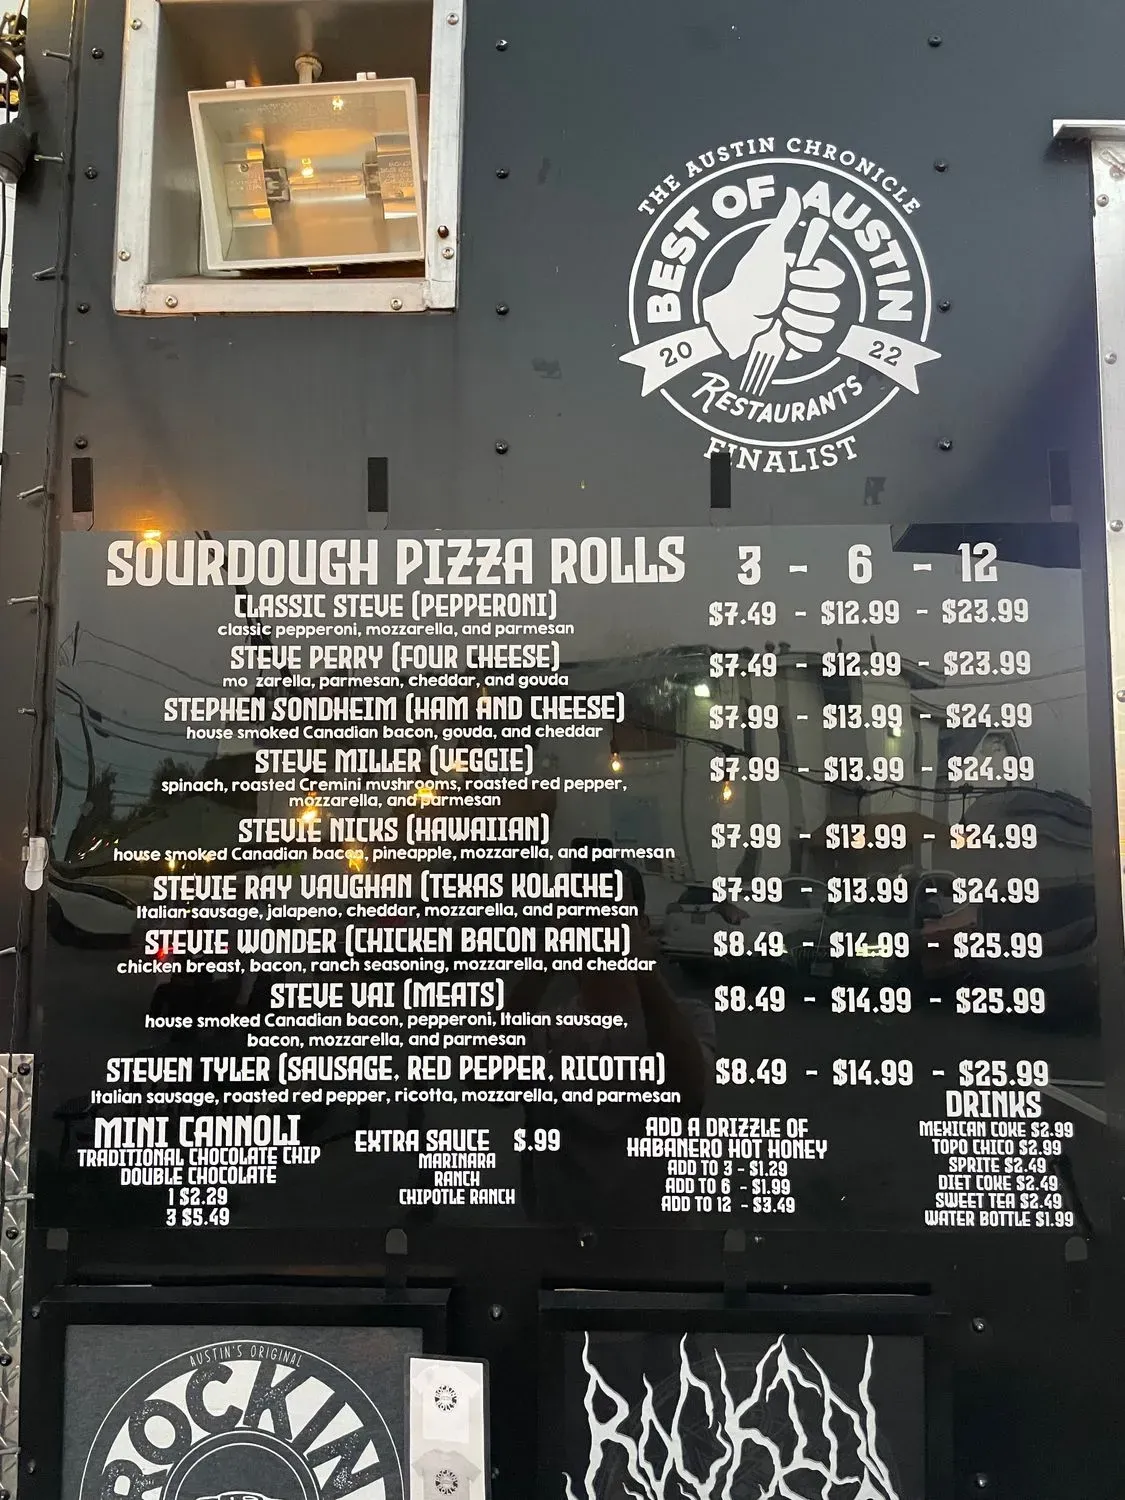 THE AUSTIN CHRONICLE
BEST OF AUSTIN
20 22
RESTAURANTS
FINALIST
SOURDOUGH PIZZA ROLLS 3 - 6 - 12
CLASSIC STEVE (PEPPERONI) $7.49 - $12.99 - $23.99
classic pepperoni, mozzarella, and parmesan
STEVE PERRY (FOUR CHEESE) $7.49 - $12.99 - $23.99
mo zarella, parmesan, cheddar, and gouda
STEPHEN SONDHEIM (HAM AND CHEESE) $7.99 - $13.99 - $24.99
house smoked Canadian bacon, gouda, and cheddar
STEVE MILLER (VEGGIE) $7.99 - $13.99 - $24.99
spinach, roasted Cremini mushrooms, roasted red pepper,
mozzarella, and parmesan
STEVIE NICKS (HAWAIIAN) $7.99 - $13.99 - $24.99
house smoked Canadian bacon, pineapple, mozzarella, and parmesan
STEVIE RAY VAUGHAN (TEXAS KOLACHE) $7.99 - $13.99 - $24.99
Italian sausage, jalapeno, cheddar, mozzarella, and parmesan
STEVIE WONDER (CHICKEN BACON RANCH) $8.49 - $14.99 - $25.99
chicken breast, bacon, ranch seasoning, mozzarella, and cheddar
STEVE VAI (MEATS) $8.49 - $14.99 - $25.99
house smoked Canadian bacon, pepperoni, Italian sausage,
bacon, mozzarella, and parmesan
STEVEN TYLER (SAUSAGE, RED PEPPER, RICOTTA) $8.49 - $14.99 - $25.99
Italian sausage, roasted red pepper, ricotta, mozzarella, and parmesan
MINI CANNOLI
TRADITIONAL CHOCOLATE CHIP
DOUBLE CHOCOLATE
1 $2.29
3 $5.49
EXTRA SAUCE $.99
MARINARA
RANCH
CHIPOTLE RANCH
ADD A DRIZZLE OF
HABANERO HOT HONEY
ADD TO 3 - $1.29
ADD TO 6 - $1.99
ADD TO 12 - $3.49
DRINKS
MEXICAN COKE $2.99
TOPO CHICO $2.99
SPRITE $2.49
DIET COKE $2.49
SWEET TEA $2.49
WATER BOTTLE $1.99
AUSTIN'S ORIGINAL
ROCKIN
ROCKIN